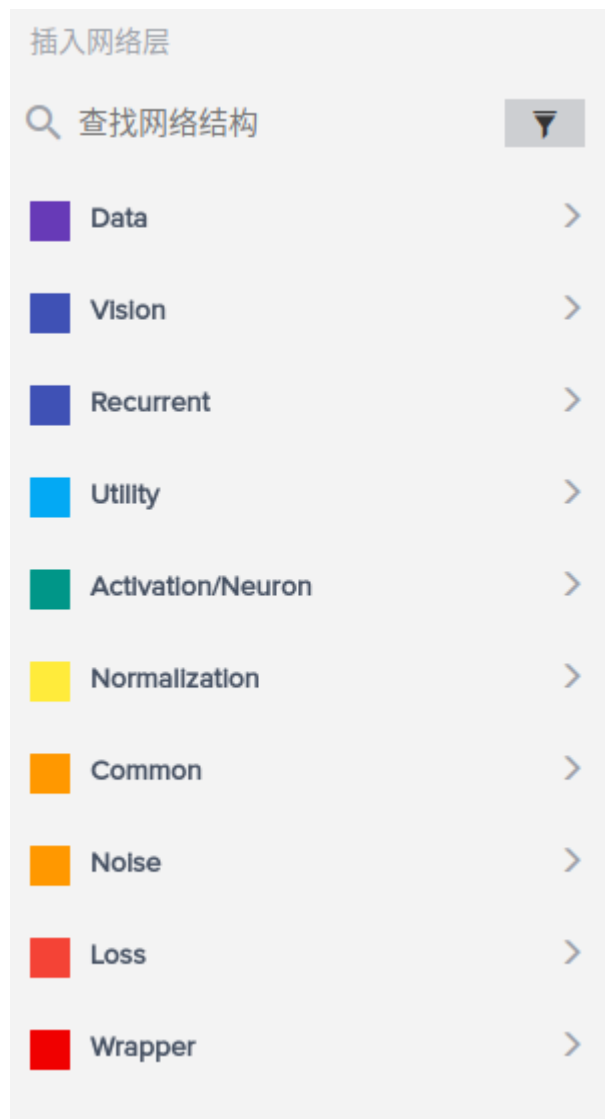 插入网络层
查找网络结构
Data
Vision
Recurrent
Utility
Activation/Neuron
Normalization
Common
Noise
Loss
Wrapper